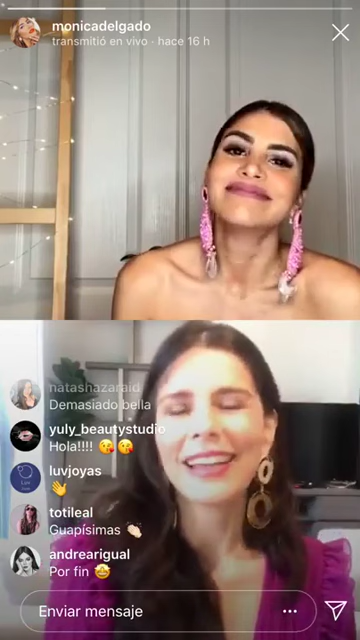 monicadelgado
transmitió en vivo · hace 16 h
natashazaraid
Demasiado bella
yuly_beautystudio
Hola!!!! 😘😘
luvjoyas
👋
totileal
Guapísimas 👏🏻
andrearigual
Por fin 🤩
Enviar mensaje